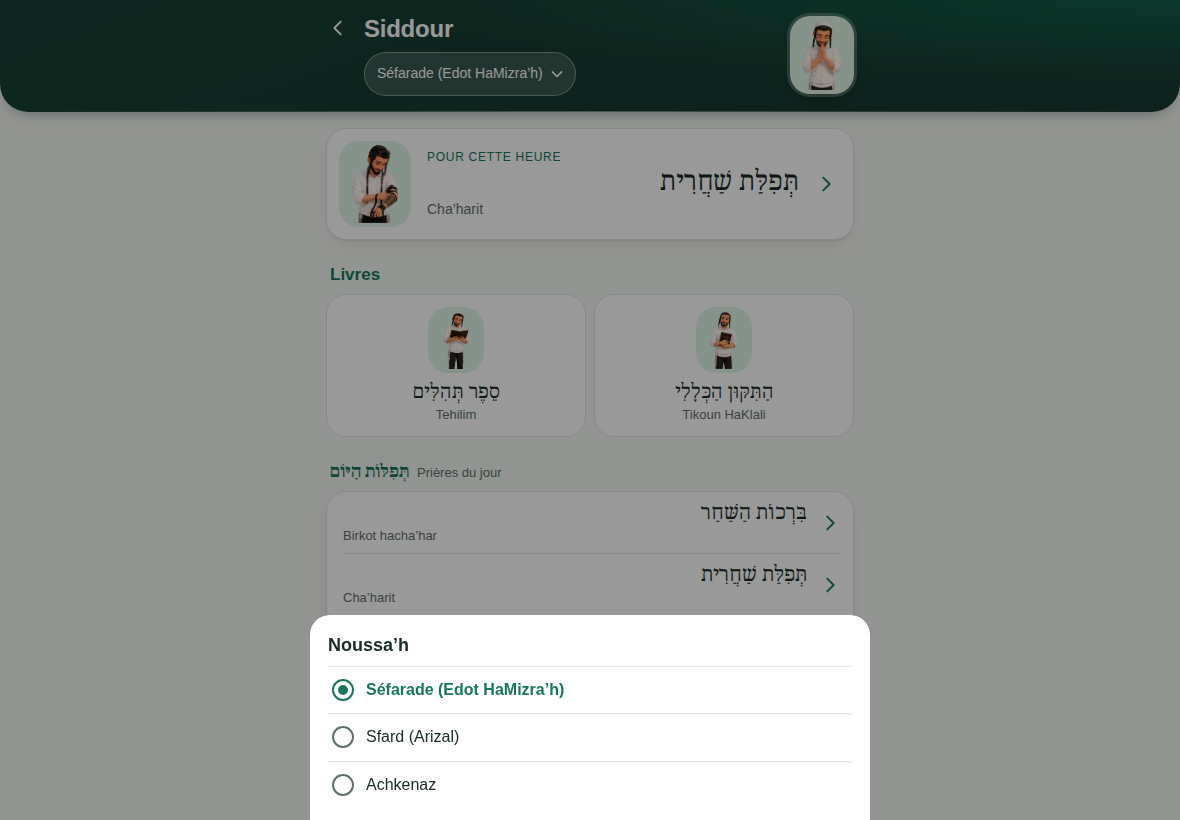 Siddour
Séfarade (Edot HaMizra’h)
POUR CETTE HEURE
תְּפִלַּת שַׁחֲרִית
Cha’harit
Livres
סֵפֶר תְּהִלִּים
Tehilim
הַתִּקּוּן הַכְּלָלִי
Tikoun HaKlali
תְּפִלּוֹת הַיּוֹם Prières du jour
בִּרְכוֹת הַשַּׁחַר
Birkot hacha’har
תְּפִלַּת שַׁחֲרִית
Cha’harit
Noussa’h
Séfarade (Edot HaMizra’h)
Sfard (Arizal)
Achkenaz